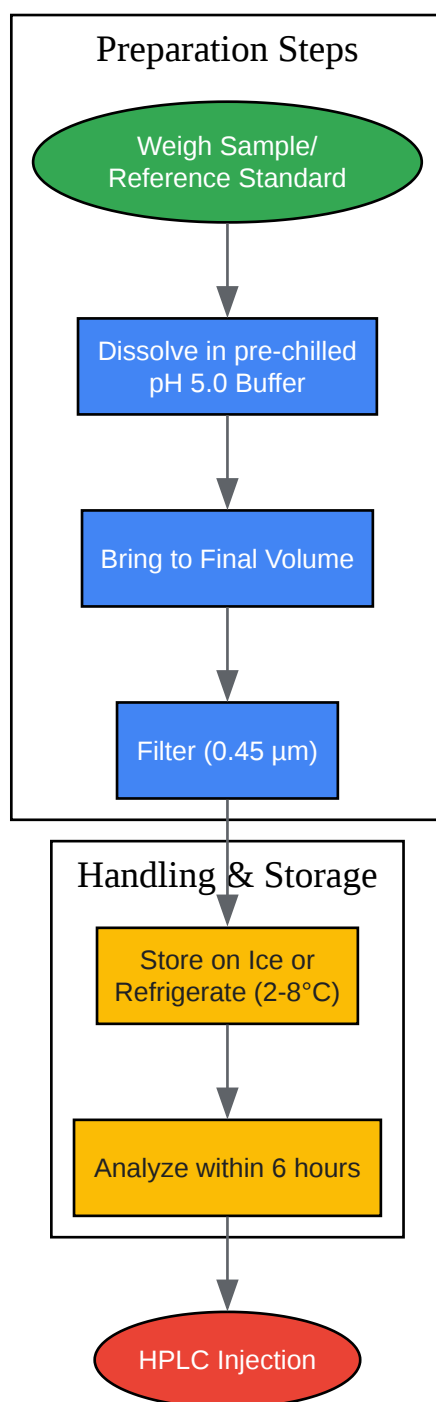 Preparation Steps
Weigh Sample/
Reference Standard
Dissolve in pre-chilled
pH 5.0 Buffer
Bring to Final Volume
Filter (0.45 µm)
Handling & Storage
Store on Ice or
Refrigerate (2-8°C)
Analyze within 6 hours
HPLC Injection